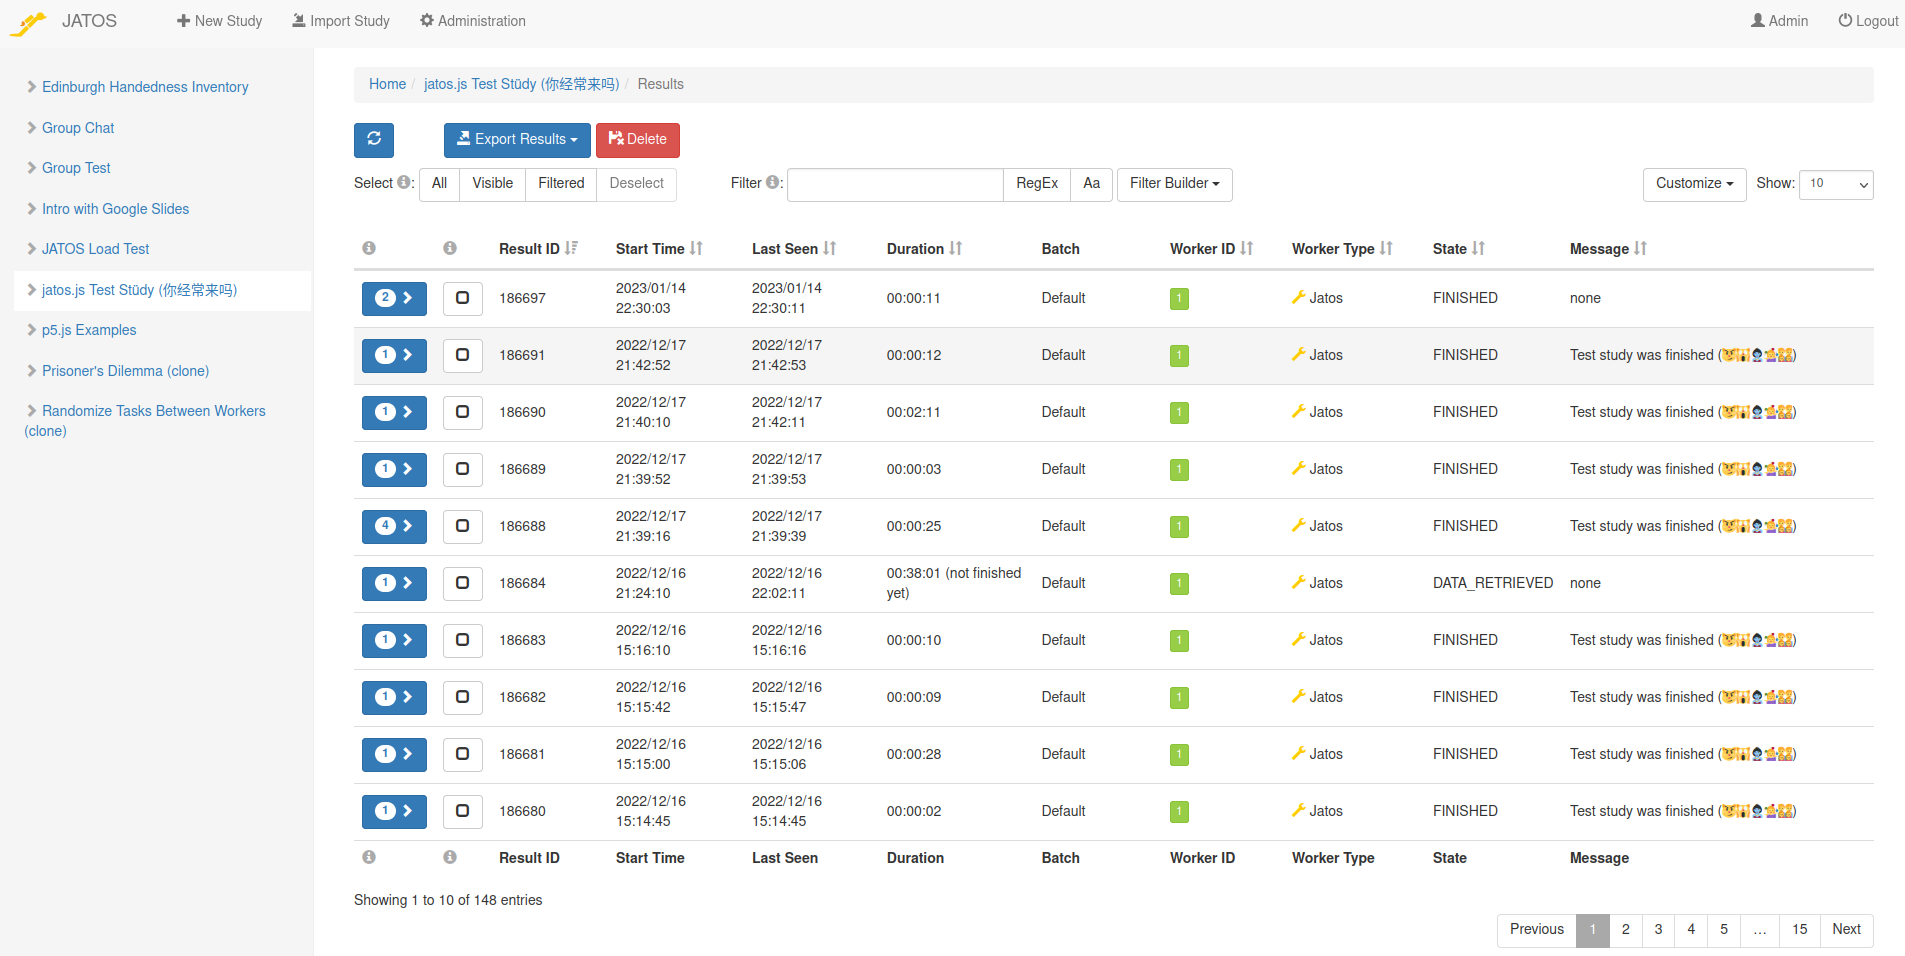 JATOS New Study Import Study Administration Admin Logout
Edinburgh Handedness Inventory
Group Chat
Group Test
Intro with Google Slides
JATOS Load Test
jatos.js Test Stüdy (你经常来吗)
p5.js Examples
Prisoner's Dilemma (clone)
Randomize Tasks Between Workers
(clone)
Home / jatos.js Test Stüdy (你经常来吗) / Results
Export Results Delete
Select : All Visible Filtered Deselect Filter : RegEx Aa Filter Builder Customize Show: 10
Result ID Start Time Last Seen Duration Batch Worker ID Worker Type State Message
2 186697 2023/01/14 22:30:03 2023/01/14 22:30:11 00:00:11 Default 1 Jatos FINISHED none
1 186691 2022/12/17 21:42:52 2022/12/17 21:42:53 00:00:12 Default 1 Jatos FINISHED Test study was finished ()
1 186690 2022/12/17 21:40:10 2022/12/17 21:42:11 00:02:11 Default 1 Jatos FINISHED Test study was finished ()
1 186689 2022/12/17 21:39:52 2022/12/17 21:39:53 00:00:03 Default 1 Jatos FINISHED Test study was finished ()
4 186688 2022/12/17 21:39:16 2022/12/17 21:39:39 00:00:25 Default 1 Jatos FINISHED Test study was finished ()
1 186684 2022/12/16 21:24:10 2022/12/16 22:02:11 00:38:01 (not finished yet) Default 1 Jatos DATA_RETRIEVED none
1 186683 2022/12/16 15:16:10 2022/12/16 15:16:16 00:00:10 Default 1 Jatos FINISHED Test study was finished ()
1 186682 2022/12/16 15:15:42 2022/12/16 15:15:47 00:00:09 Default 1 Jatos FINISHED Test study was finished ()
1 186681 2022/12/16 15:15:00 2022/12/16 15:15:06 00:00:28 Default 1 Jatos FINISHED Test study was finished ()
1 186680 2022/12/16 15:14:45 2022/12/16 15:14:45 00:00:02 Default 1 Jatos FINISHED Test study was finished ()
Result ID Start Time Last Seen Duration Batch Worker ID Worker Type State Message
Showing 1 to 10 of 148 entries
Previous 1 2 3 4 5 … 15 Next